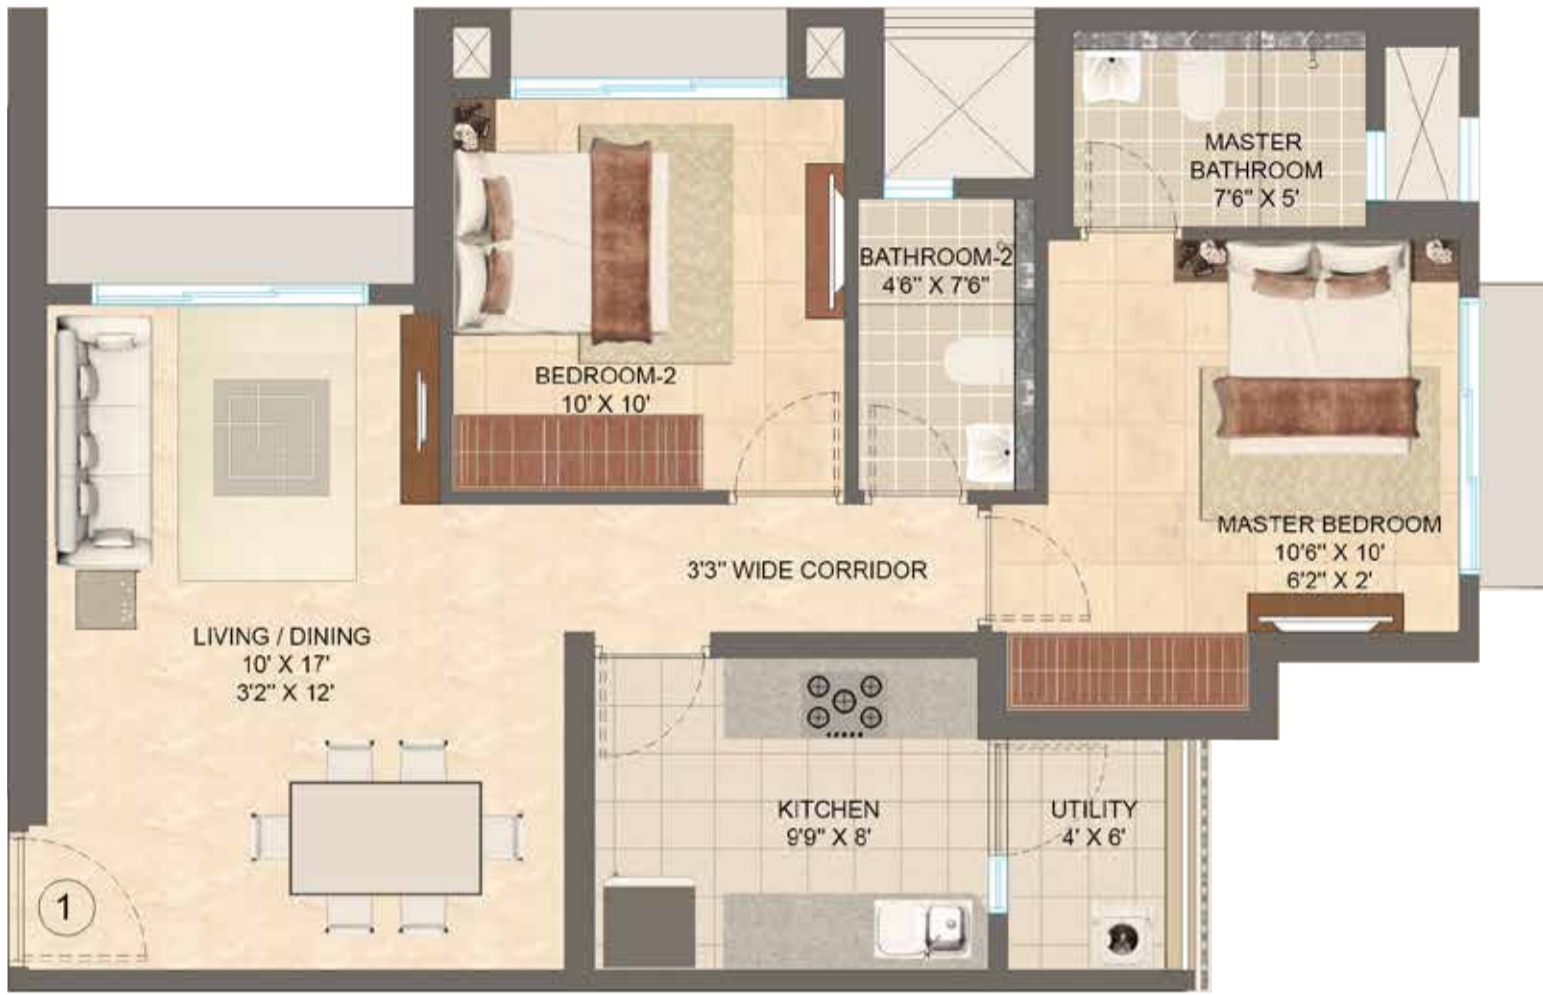 MASTER
BATHROOM
7'6" X 5'
BATHROOM-2
4'6" X 7'6"
BEDROOM-2
10' X 10'
MASTER BEDROOM
10'6" X 10'
6'2" X 2'
3'3" WIDE CORRIDOR
LIVING / DINING
10' X 17'
3'2" X 12'
KITCHEN
9'9" X 8'
UTILITY
4' X 6'
1